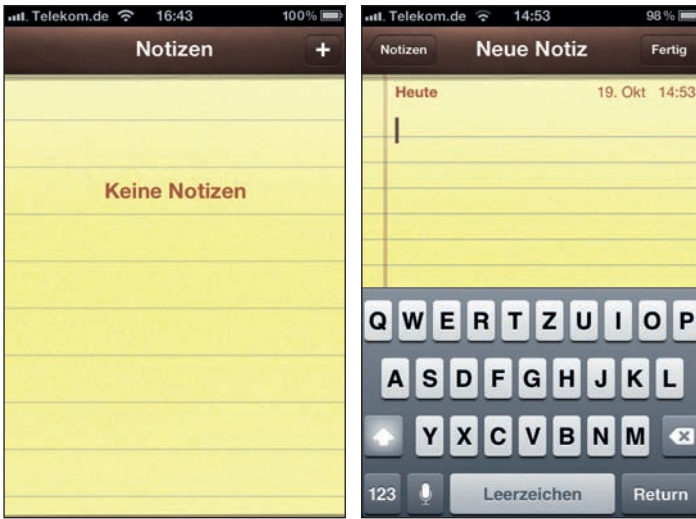 Telekom.de 16:43 100%
Notizen +
Keine Notizen
Telekom.de 14:53 98%
Notizen Neue Notiz Fertig
Heute 19. Okt 14:53
Q W E R T Z U I O P
A S D F G H J K L
Y X C V B N M
123 Leerzeichen Return